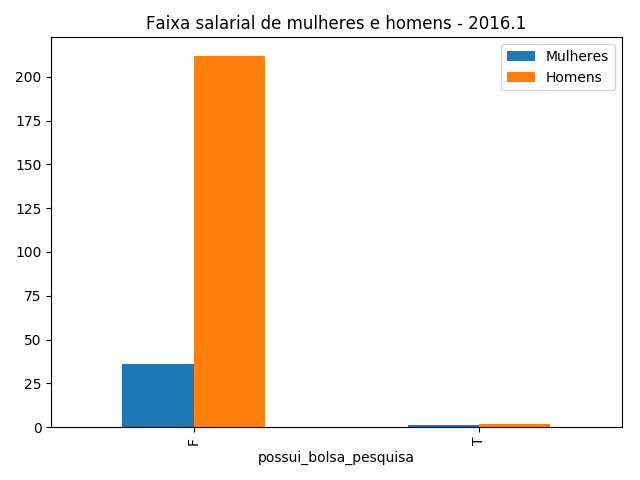 Faixa salarial de mulheres e homens - 2016.1
Mulheres
Homens
200
175
150
125
100
75
50
25
0
F
T
possui_bolsa_pesquisa